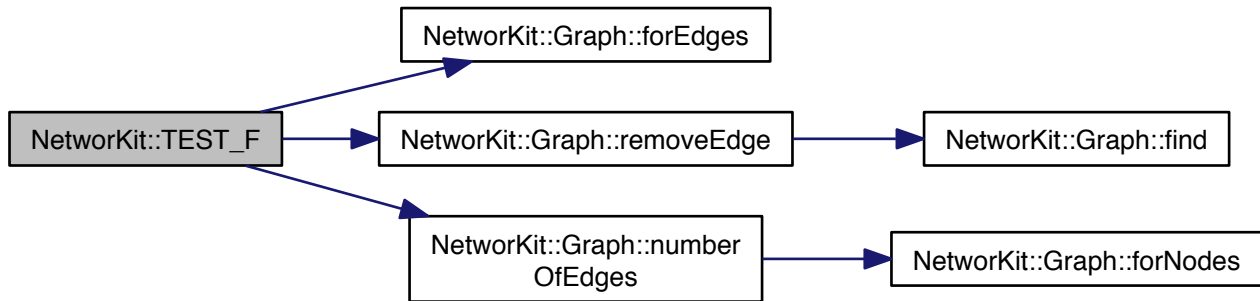 NetworKit::Graph::forEdges
NetworKit::TEST_F
NetworKit::Graph::removeEdge
NetworKit::Graph::find
NetworKit::Graph::number
OfEdges
NetworKit::Graph::forNodes